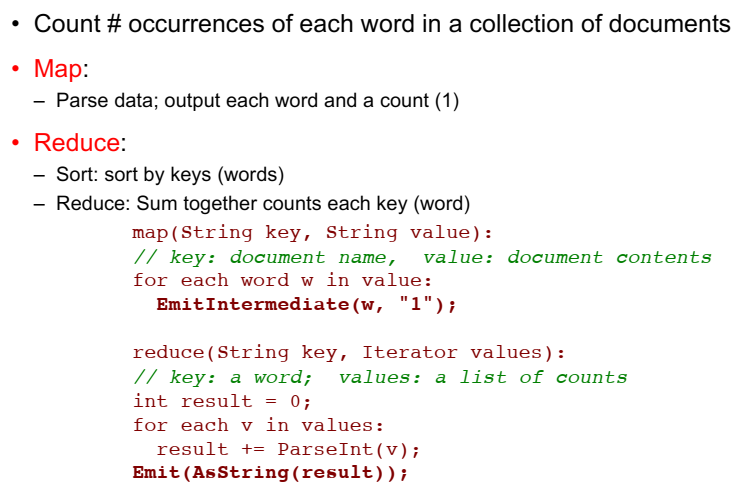 • Count # occurrences of each word in a collection of documents
• Map:
– Parse data; output each word and a count (1)
• Reduce:
– Sort: sort by keys (words)
– Reduce: Sum together counts each key (word)
map(String key, String value):
// key: document name, value: document contents
for each word w in value:
EmitIntermediate(w, "1");
reduce(String key, Iterator values):
// key: a word; values: a list of counts
int result = 0;
for each v in values:
result += ParseInt(v);
Emit(AsString(result));